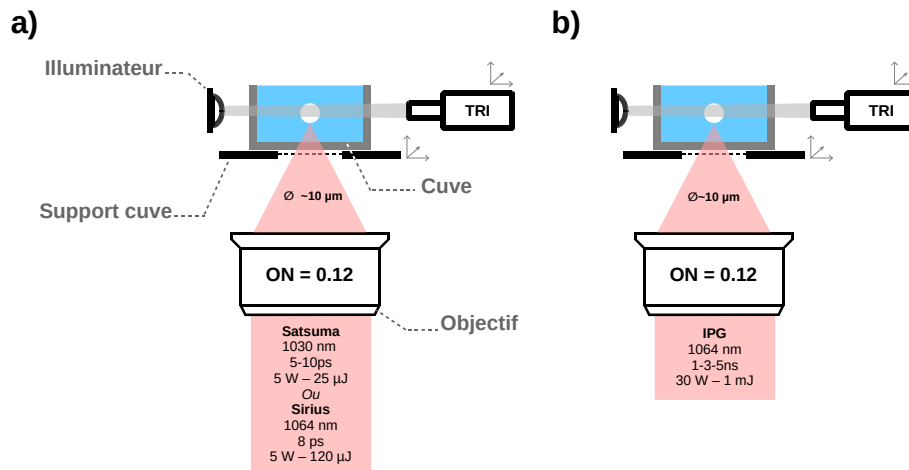 a)
Illuminateur
TRI
Cuve
Support cuve
∅ ~10 µm
ON = 0.12
Objectif
Satsuma
1030 nm
5-10ps
5 W – 25 µJ
Ou
Sirius
1064 nm
8 ps
5 W – 120 µJ
b)
TRI
∅~10 µm
ON = 0.12
IPG
1064 nm
1-3-5ns
30 W – 1 mJ